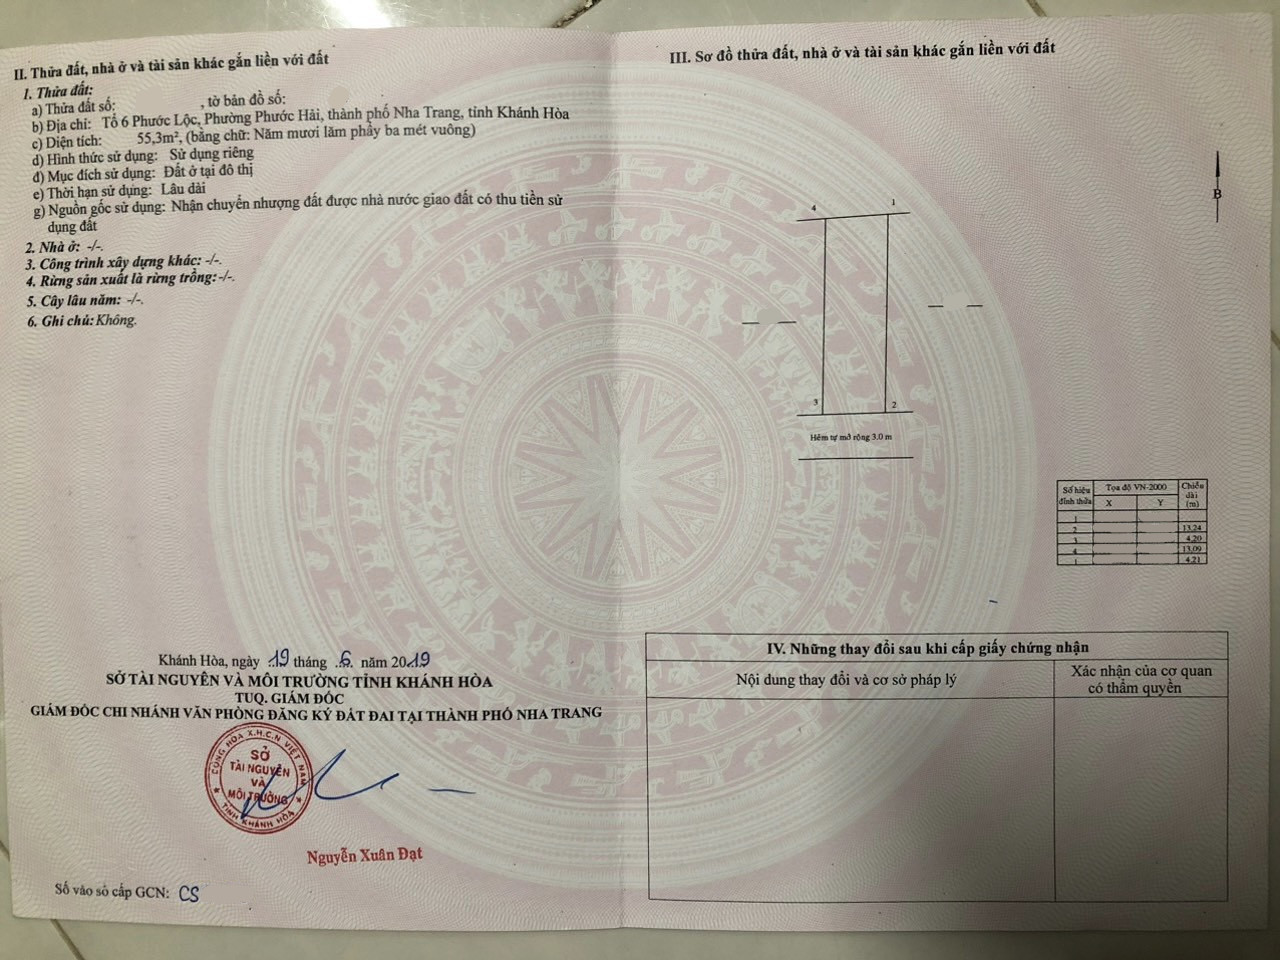 II. Thửa đất, nhà ở và tài sản khác gắn liền với đất
1. Thửa đất:
a) Thửa đất số: , tờ bản đồ số:
b) Địa chỉ: Tổ 6 Phước Lộc, Phường Phước Hải, thành phố Nha Trang, tỉnh Khánh Hòa
c) Diện tích: 55,3m², (bằng chữ: Năm mươi lăm phẩy ba mét vuông)
d) Hình thức sử dụng: Sử dụng riêng
đ) Mục đích sử dụng: Đất ở tại đô thị
e) Thời hạn sử dụng: Lâu dài
g) Nguồn gốc sử dụng: Nhận chuyển nhượng đất được nhà nước giao đất có thu tiền sử
dụng đất
2. Nhà ở: -/-.
3. Công trình xây dựng khác: -/-.
4. Rừng sản xuất là rừng trồng: -/-.
5. Cây lâu năm: -/-.
6. Ghi chú: Không.
Khánh Hòa, ngày 19 tháng 6 năm 2019
SỞ TÀI NGUYÊN VÀ MÔI TRƯỜNG TỈNH KHÁNH HÒA
TUQ. GIÁM ĐỐC
GIÁM ĐỐC CHI NHÁNH VĂN PHÒNG ĐĂNG KÝ ĐẤT ĐAI TẠI THÀNH PHỐ NHA TRANG
CỘNG HÒA X.H.C.N VIỆT NAM
SỞ
TÀI NGUYÊN
VÀ
MÔI TRƯỜNG
TỈNH KHÁNH HÒA
Nguyễn Xuân Đạt
Số vào sổ cấp GCN: CS
III. Sơ đồ thửa đất, nhà ở và tài sản khác gắn liền với đất
B
4 1
3 2
Hẻm tự mở rộng 3.0 m
Số hiệu đỉnh thửa Tọa độ VN-2000 Chiều dài (m)
X Y
1
2 13.24
3 4.20
4 13.09
1 4.21
IV. Những thay đổi sau khi cấp giấy chứng nhận
Nội dung thay đổi và cơ sở pháp lý
Xác nhận của cơ quan
có thẩm quyền